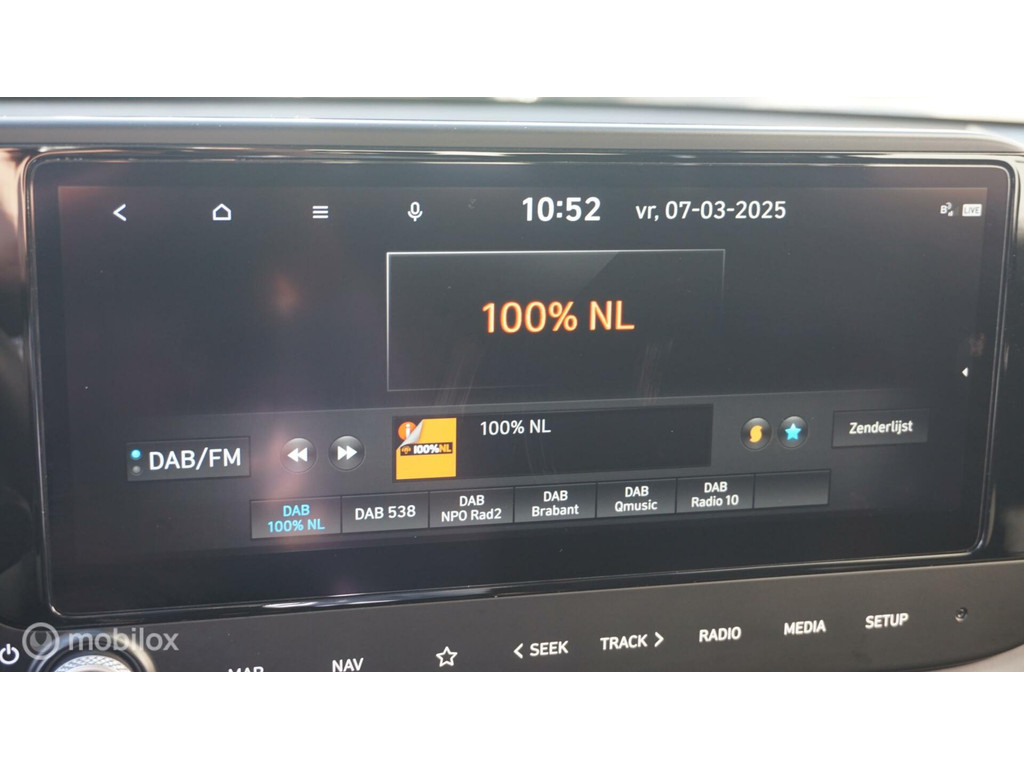 10:52 vr, 07-03-2025 B LIVE
100% NL
DAB/FM
100%NL
100% NL
Zenderlijst
DAB
100% NL
DAB 538
DAB
NPO Rad2
DAB
Brabant
DAB
Qmusic
DAB
Radio 10
mobilox
MAP
NAV
SEEK
TRACK
RADIO
MEDIA
SETUP